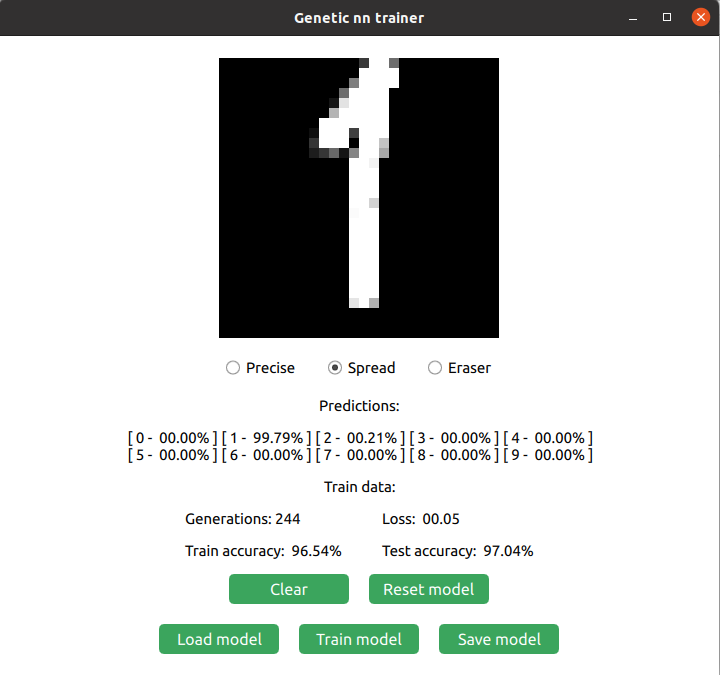 Genetic nn trainer
1
Precise Spread Eraser
Predictions:
[ 0 - 00.00% ] [ 1 - 99.79% ] [ 2 - 00.21% ] [ 3 - 00.00% ] [ 4 - 00.00% ]
[ 5 - 00.00% ] [ 6 - 00.00% ] [ 7 - 00.00% ] [ 8 - 00.00% ] [ 9 - 00.00% ]
Train data:
Generations: 244 Loss: 00.05
Train accuracy: 96.54% Test accuracy: 97.04%
Clear Reset model
Load model Train model Save model